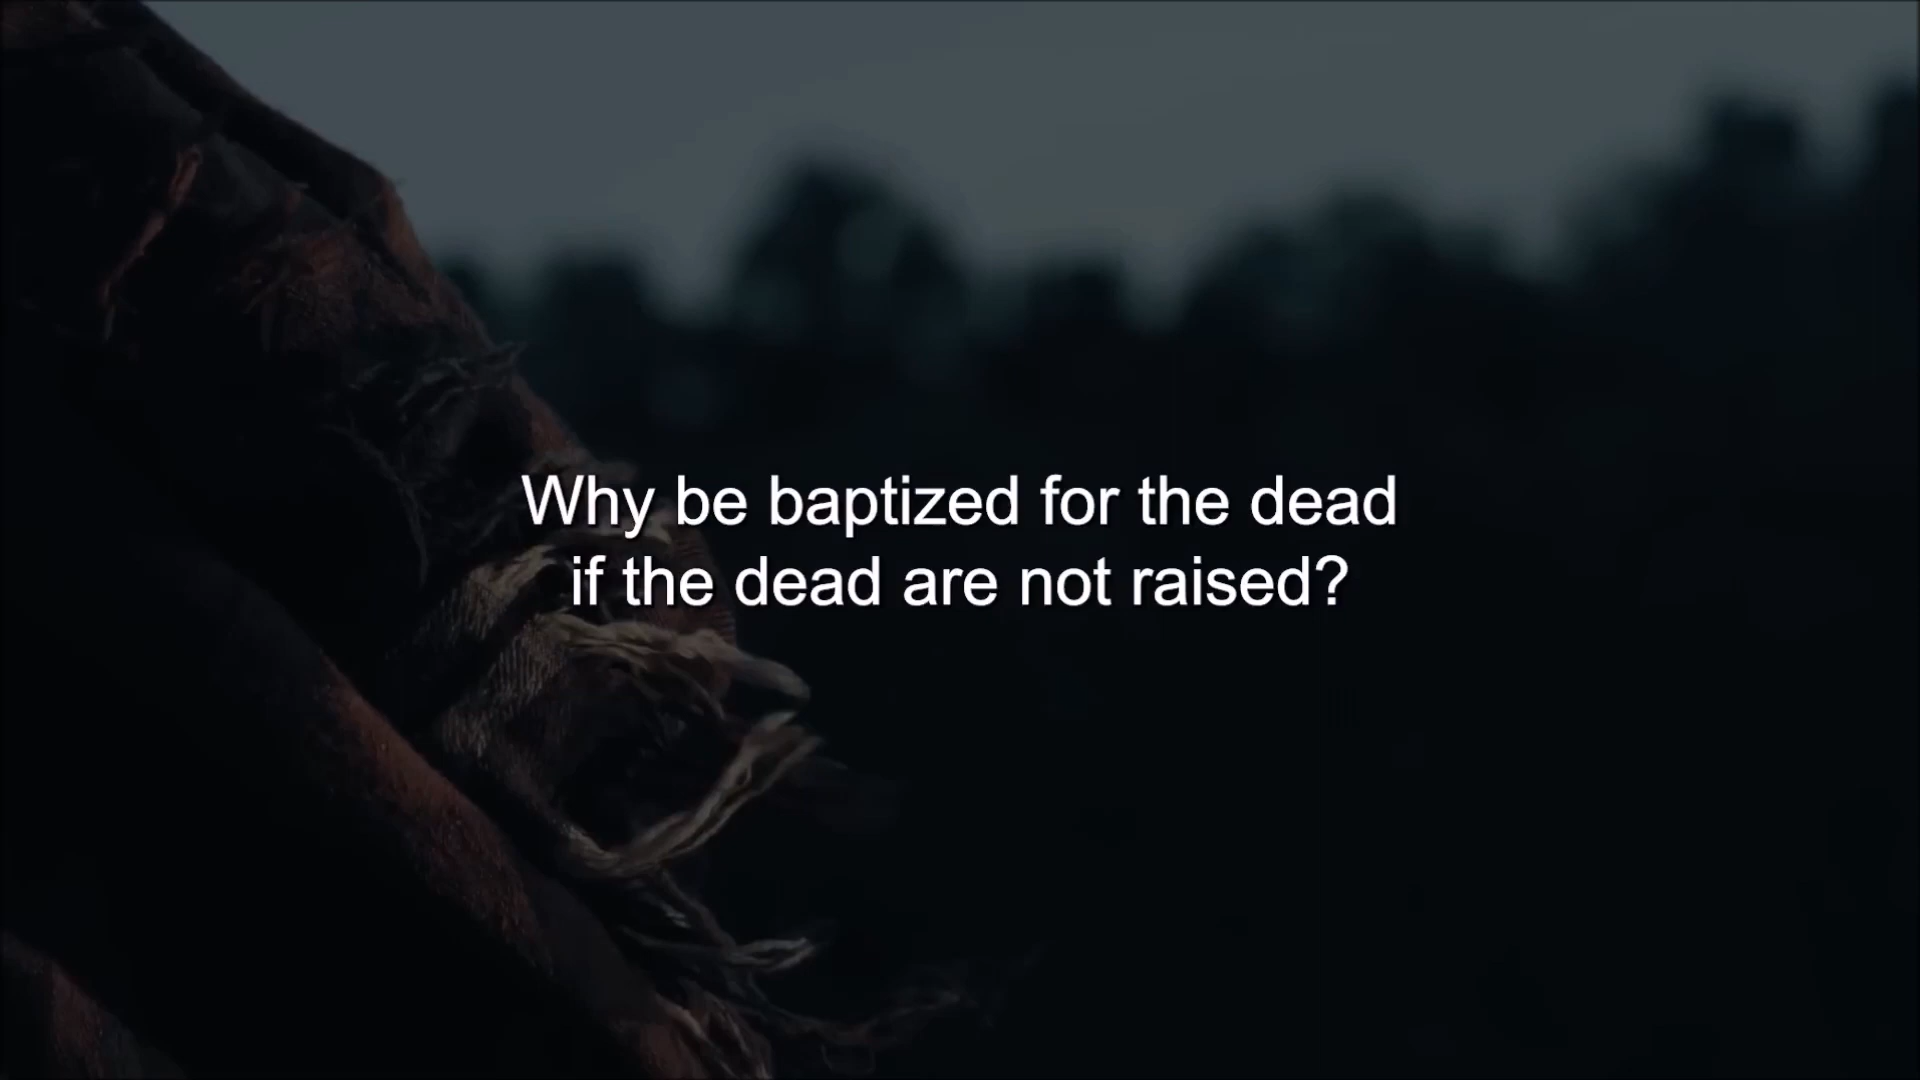 Why be baptized for the dead
if the dead are not raised?